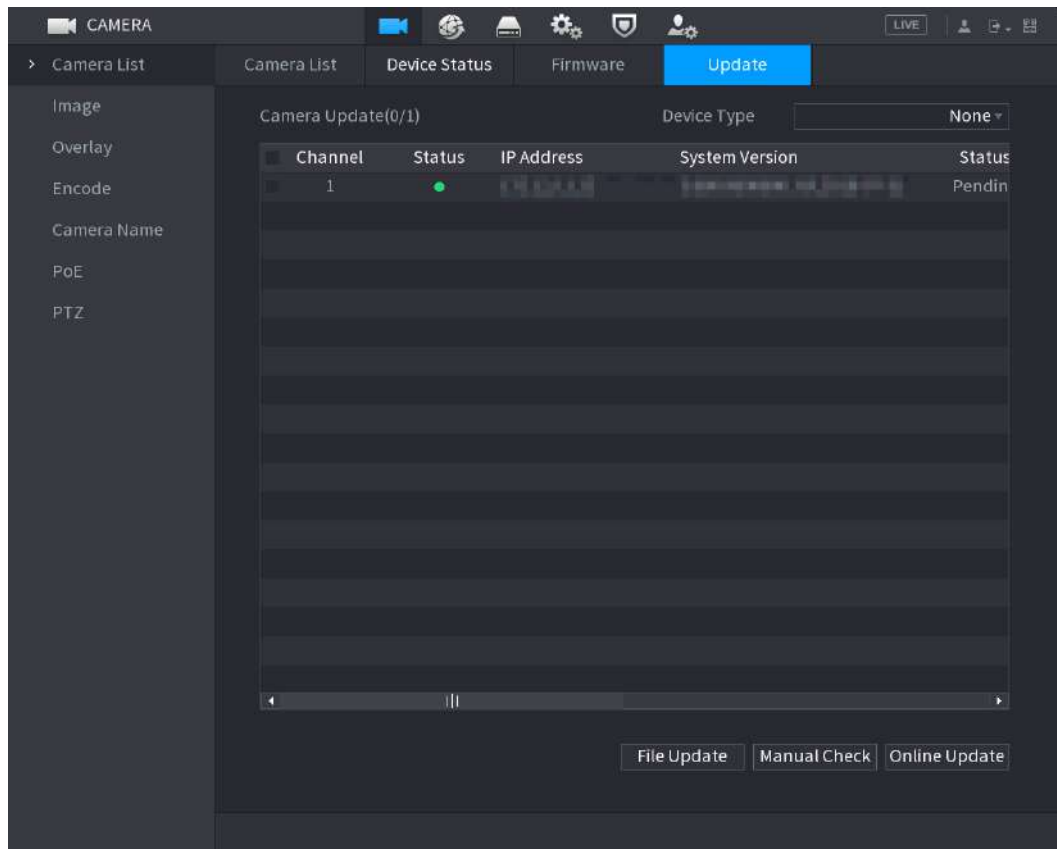 CAMERA LIVE
Camera List Camera List Device Status Firmware Update
Image
Camera Update(0/1) Device Type None
Overlay
Channel Status IP Address System Version Status
Encode
1 Pendin
Camera Name
PoE
PTZ
File Update Manual Check Online Update